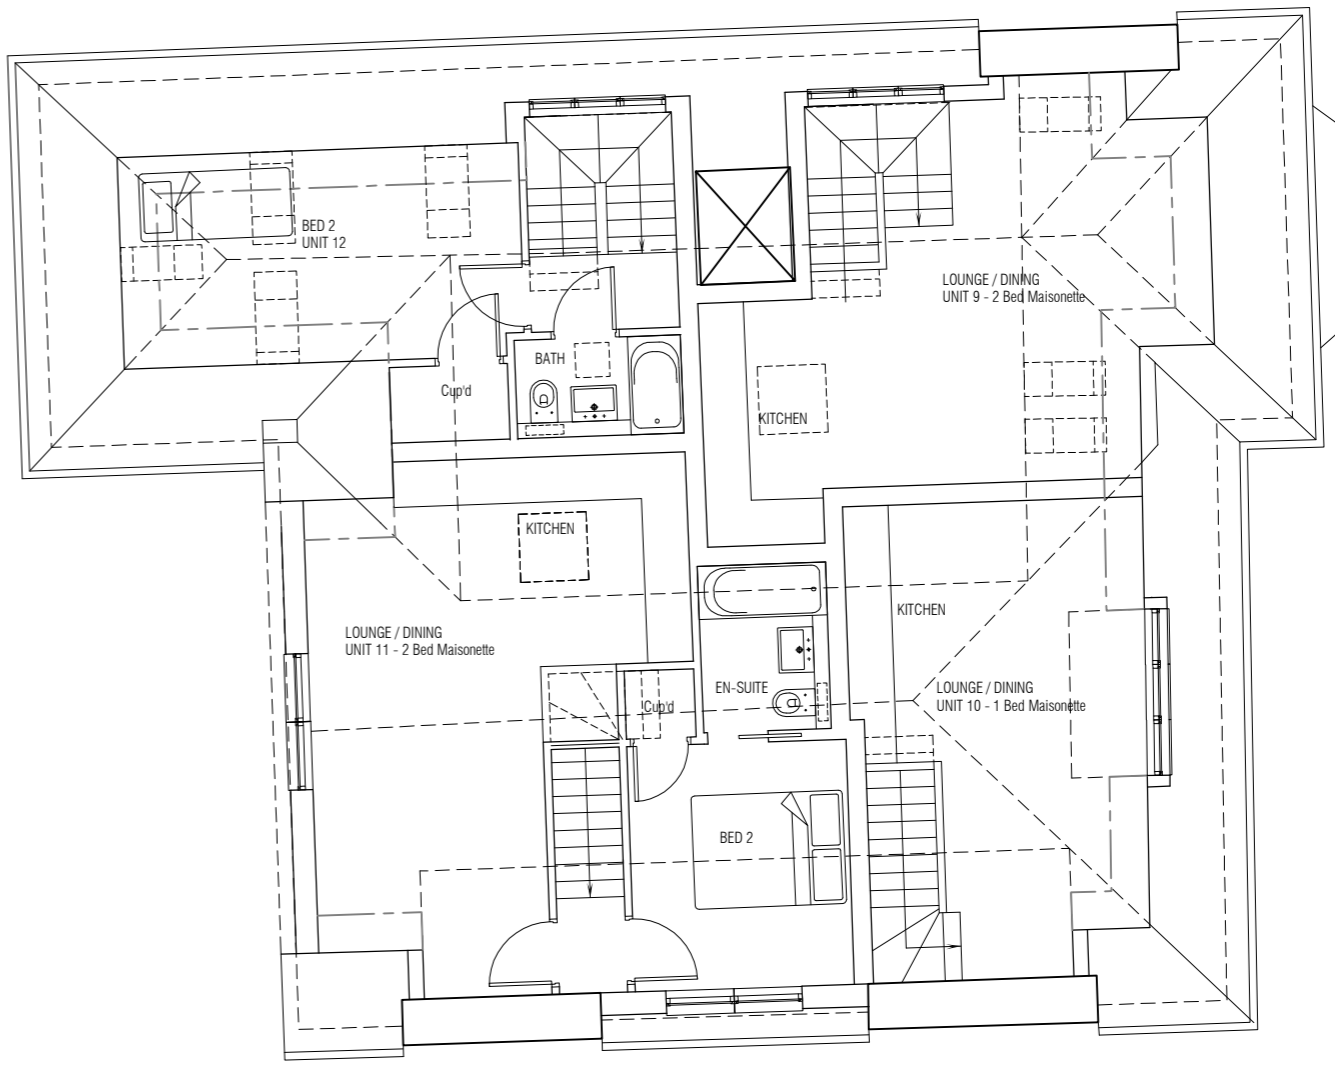 BED 2
UNIT 12
LOUNGE / DINING
UNIT 9 - 2 Bed Maisonette
BATH
Cup'd
KITCHEN
KITCHEN
LOUNGE / DINING
UNIT 11 - 2 Bed Maisonette
KITCHEN
EN-SUITE
LOUNGE / DINING
UNIT 10 - 1 Bed Maisonette
Cup'd
BED 2